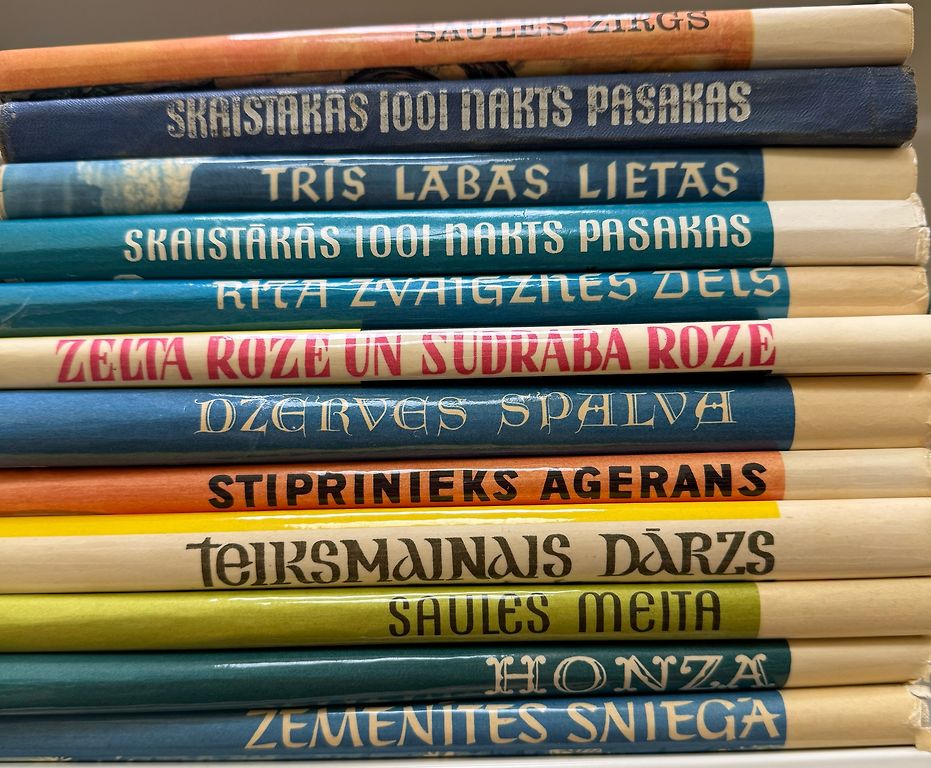 SAULES ZIRGS
SKAISTĀKĀS 1001 NAKTS PASAKAS
TRĪS LABAS LIETAS
SKAISTĀKĀS 1001 NAKTS PASAKAS
RĪTA ZVAIGZNES DĒLS
ZELTA ROZE UN SUDRABA ROZE
DZĒRVES SPALVA
STIPRINIEKS AGERANS
TEIKSMAINAIS DĀRZS
SAULES MEITA
HONZA
ZEMENĪTES SNIEGĀ